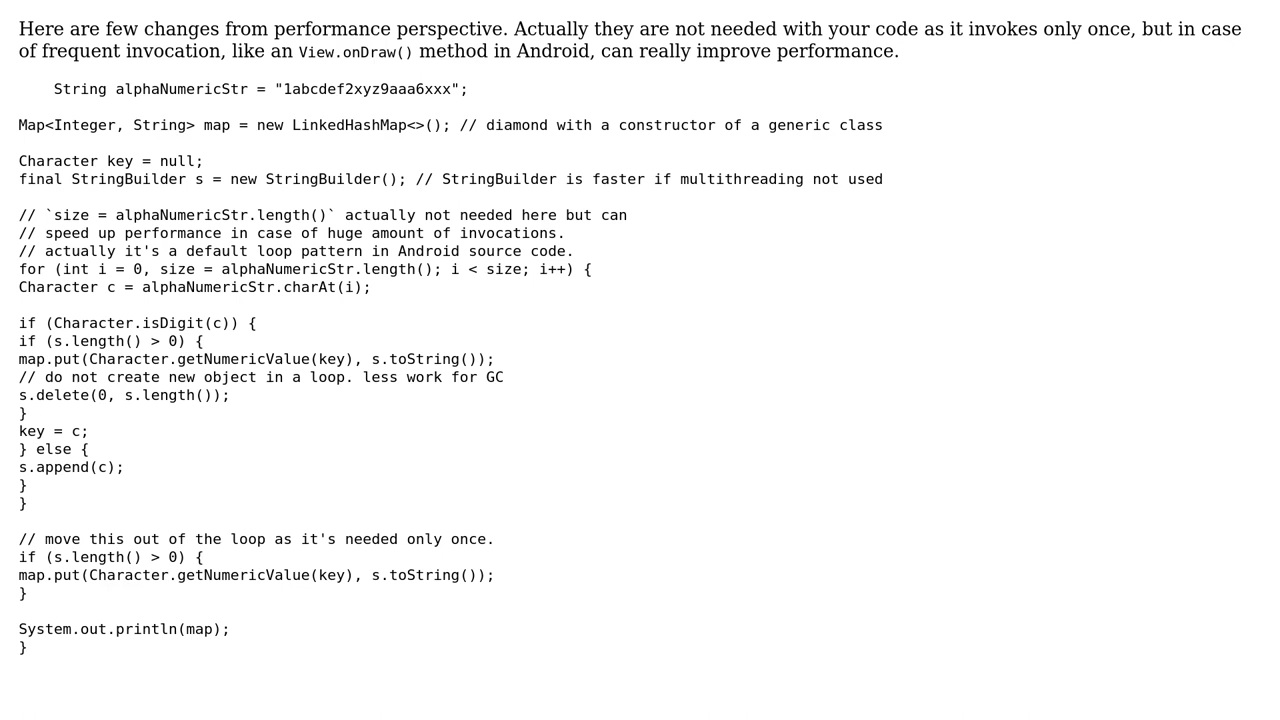 Here are few changes from performance perspective. Actually they are not needed with your code as it invokes only once, but in case
of frequent invocation, like an View.onDraw() method in Android, can really improve performance.
    String alphaNumericStr = "1abcdef2xyz9aaa6xxx";
Map<Integer, String> map = new LinkedHashMap<>(); // diamond with a constructor of a generic class
Character key = null;
final StringBuilder s = new StringBuilder(); // StringBuilder is faster if multithreading not used
// `size = alphaNumericStr.length()` actually not needed here but can
// speed up performance in case of huge amount of invocations.
// actually it's a default loop pattern in Android source code.
for (int i = 0, size = alphaNumericStr.length(); i < size; i++) {
Character c = alphaNumericStr.charAt(i);
if (Character.isDigit(c)) {
if (s.length() > 0) {
map.put(Character.getNumericValue(key), s.toString());
// do not create new object in a loop. less work for GC
s.delete(0, s.length());
}
key = c;
} else {
s.append(c);
}
}
// move this out of the loop as it's needed only once.
if (s.length() > 0) {
map.put(Character.getNumericValue(key), s.toString());
}
System.out.println(map);
}